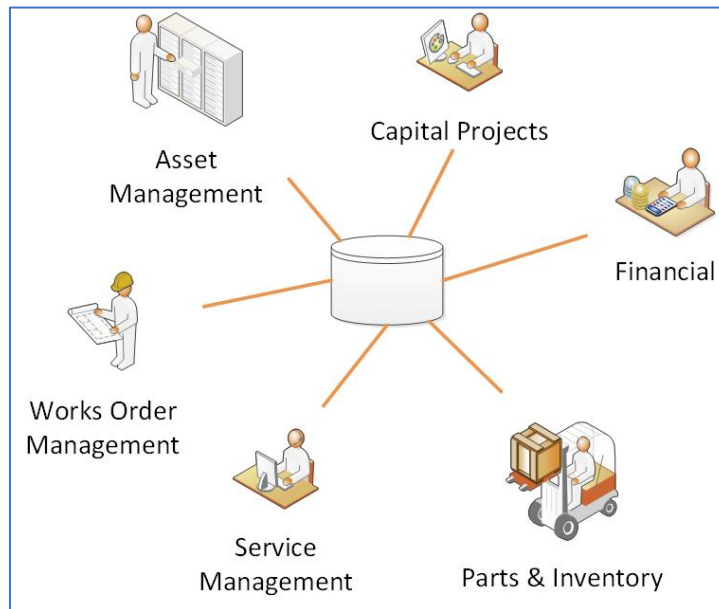 Capital Projects
Asset
Management
Financial
Works Order
Management
Service
Management
Parts & Inventory